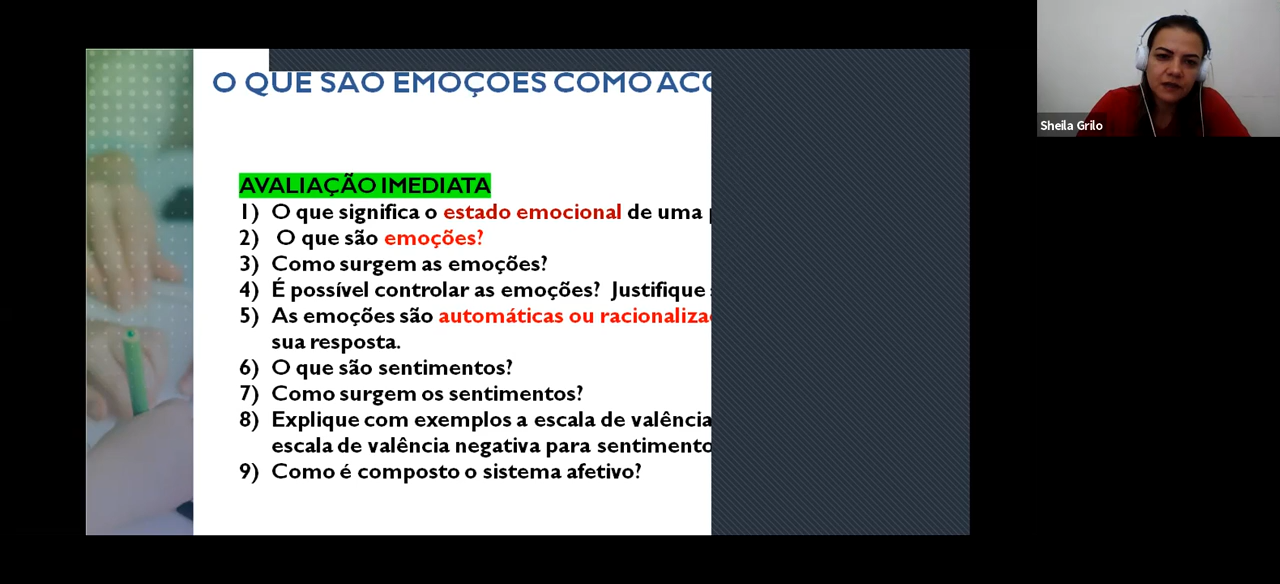 O QUE SAO EMOÇOES COMO ACO
AVALIAÇÃO IMEDIATA
1) O que significa o estado emocional de uma
2) O que são emoções?
3) Como surgem as emoções?
4) É possível controlar as emoções? Justifique
5) As emoções são automáticas ou
sua resposta.
6) O que são sentimentos?
7) Como surgem os sentimentos?
8) Explique com exemplos a escala de valência
escala de valência negativa para
9) Como é composto o sistema afetivo?
Sheila Grilo